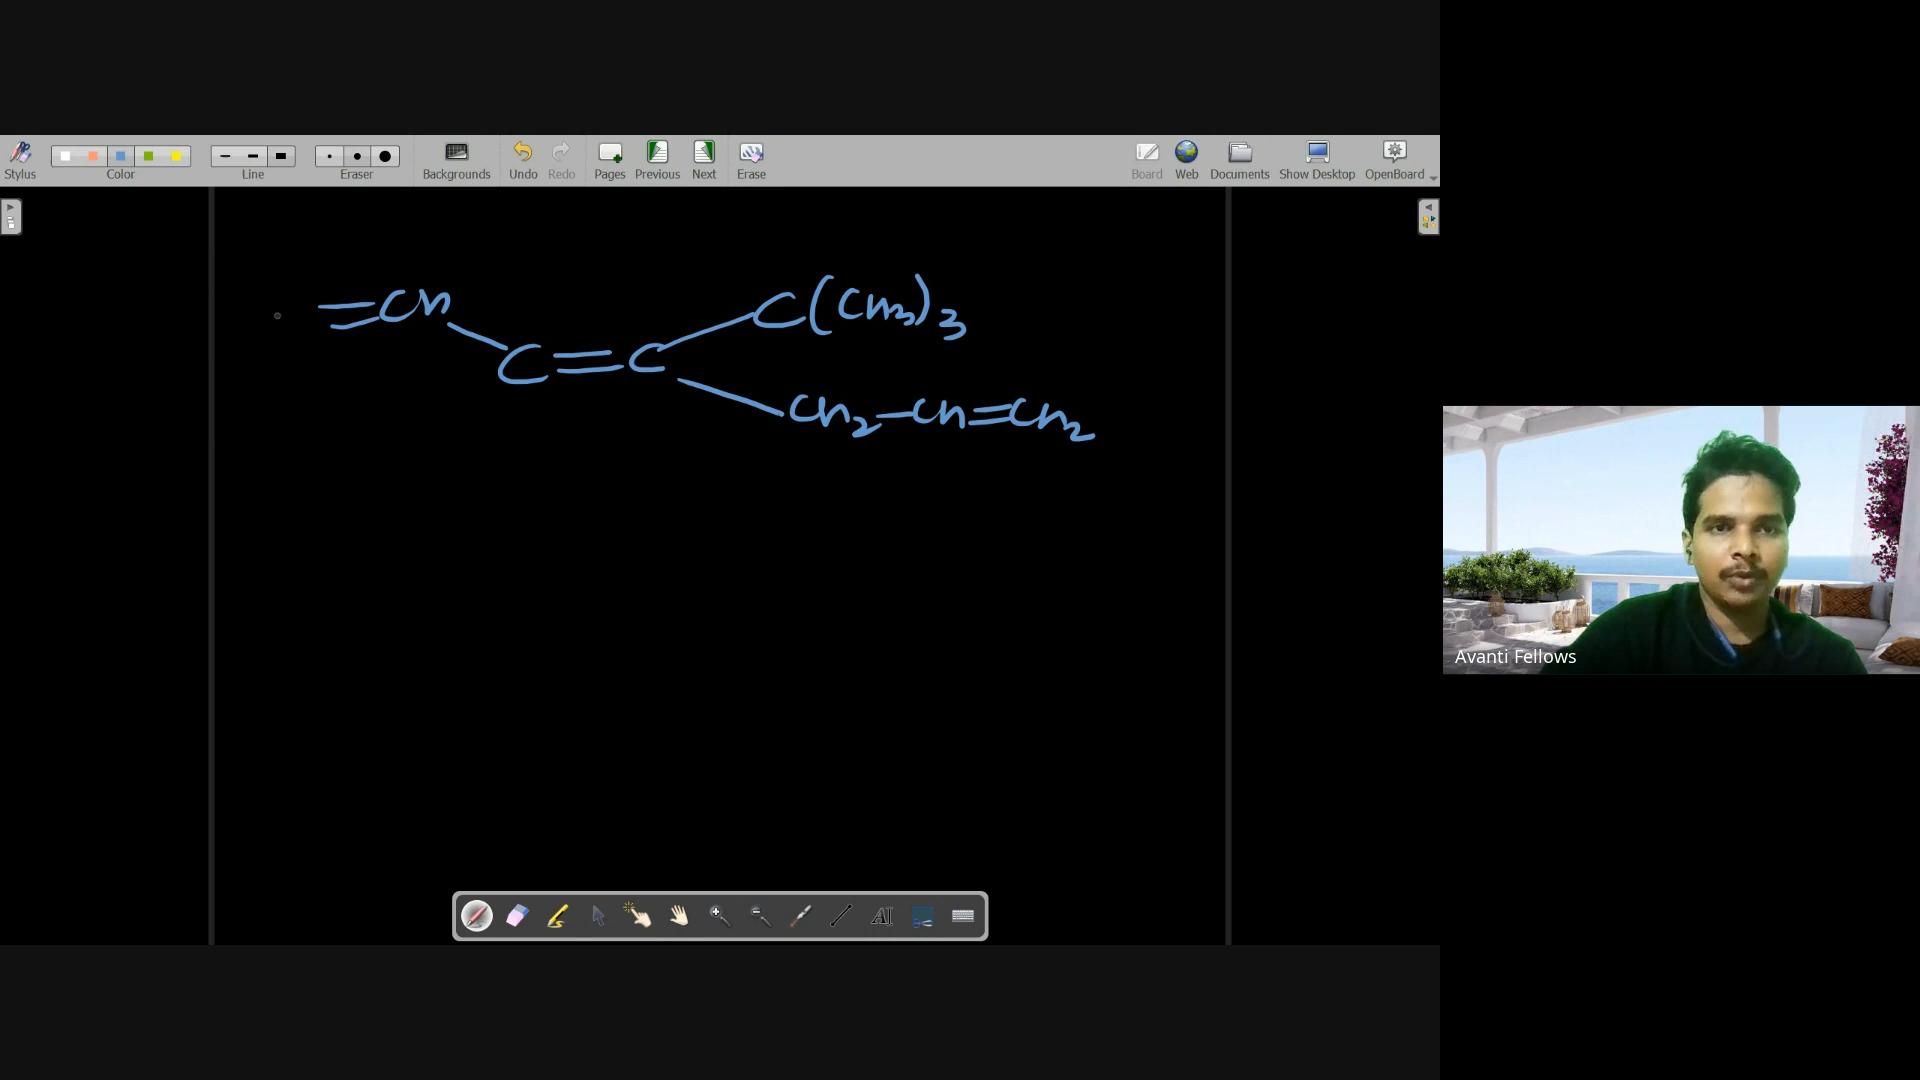 Stylus Color Line Eraser Backgrounds Undo Redo Pages Previous Next Erase Board Web Documents Show Desktop OpenBoard
=CH C(CH3)3
C=C
CH2-CH=CH2
Avanti Fellows
AI